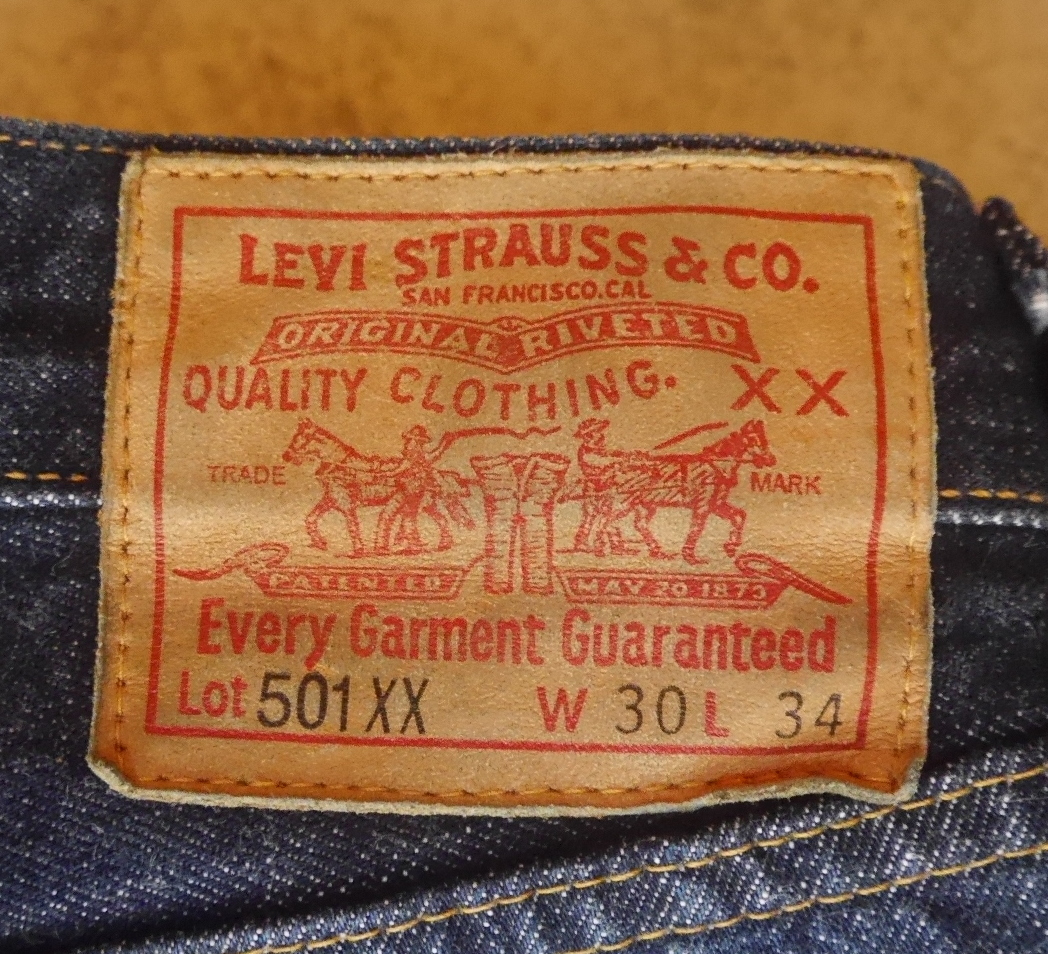 LEVI STRAUSS & CO.
SAN FRANCISCO.CAL
ORIGINAL RIVETED
QUALITY CLOTHING. XX
TRADE MARK
PATENTED MAY 20 1873
Every Garment Guaranteed
Lot 501XX W 30 L 34